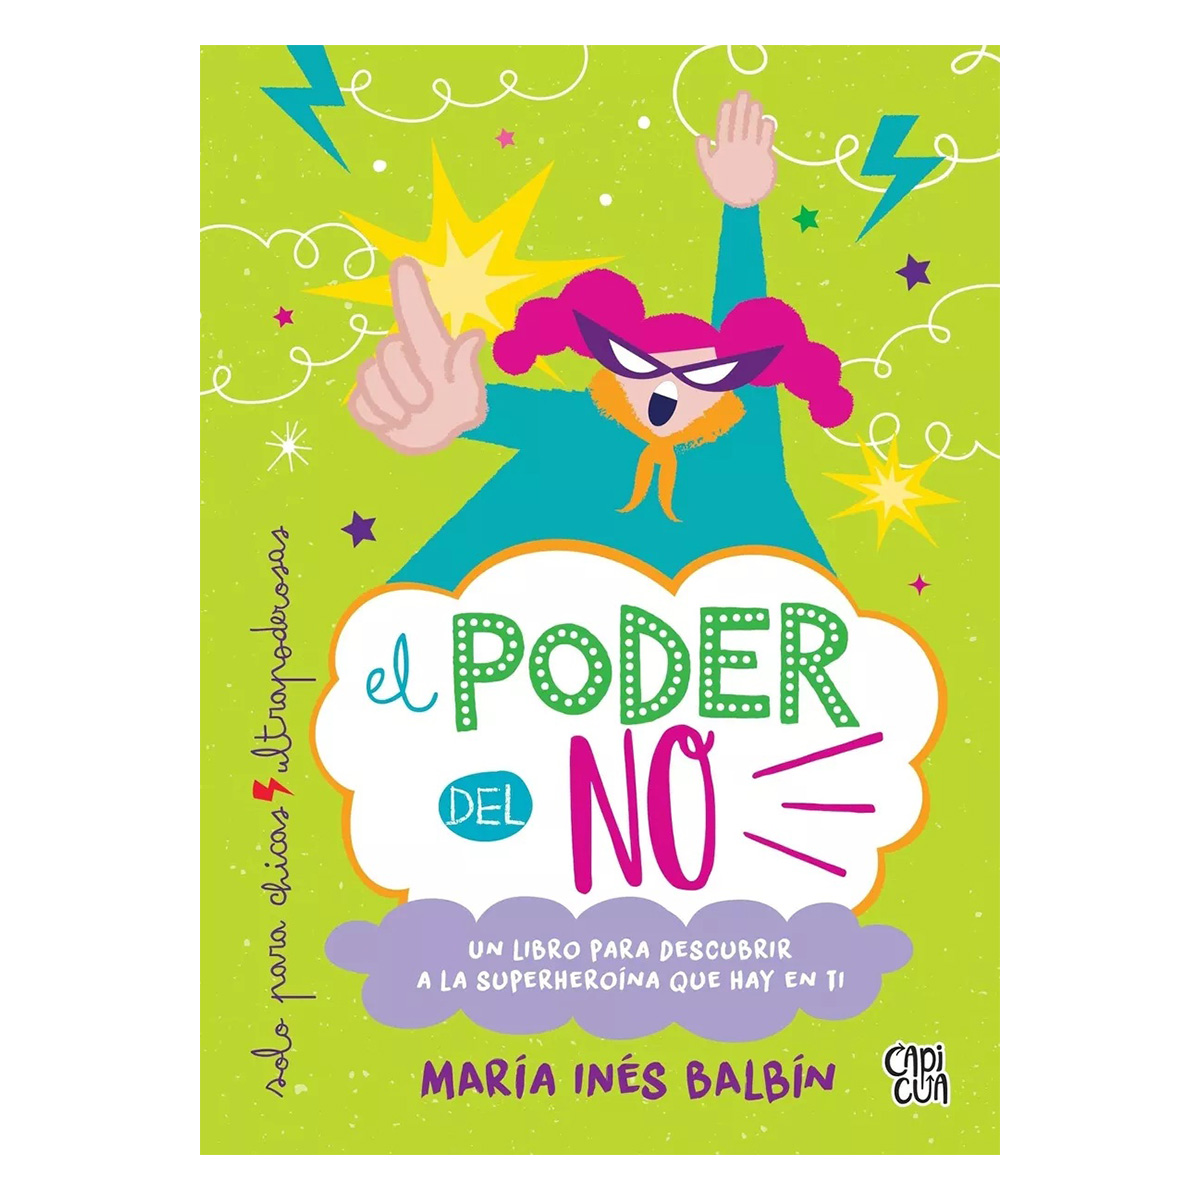 solo para chicas ultrapoderosas
el PODER
DEL NO
UN LIBRO PARA DESCUBRIR
A LA SUPERHEROÍNA QUE HAY EN TI
MARÍA INÉS BALBÍN
CAPI
CUA